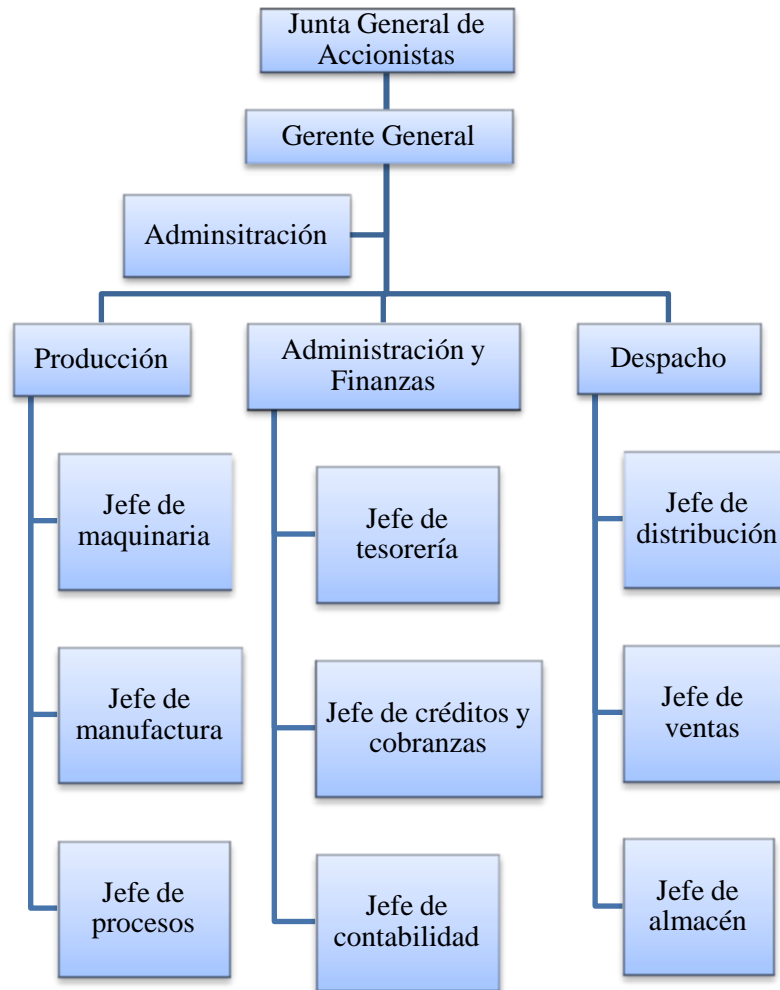 Junta General de
Accionistas
Gerente General
Adminsitración
Producción
Administración y
Finanzas
Despacho
Jefe de
maquinaria
Jefe de
manufactura
Jefe de
procesos
Jefe de
tesorería
Jefe de créditos y
cobranzas
Jefe de
contabilidad
Jefe de
distribución
Jefe de
ventas
Jefe de
almacén